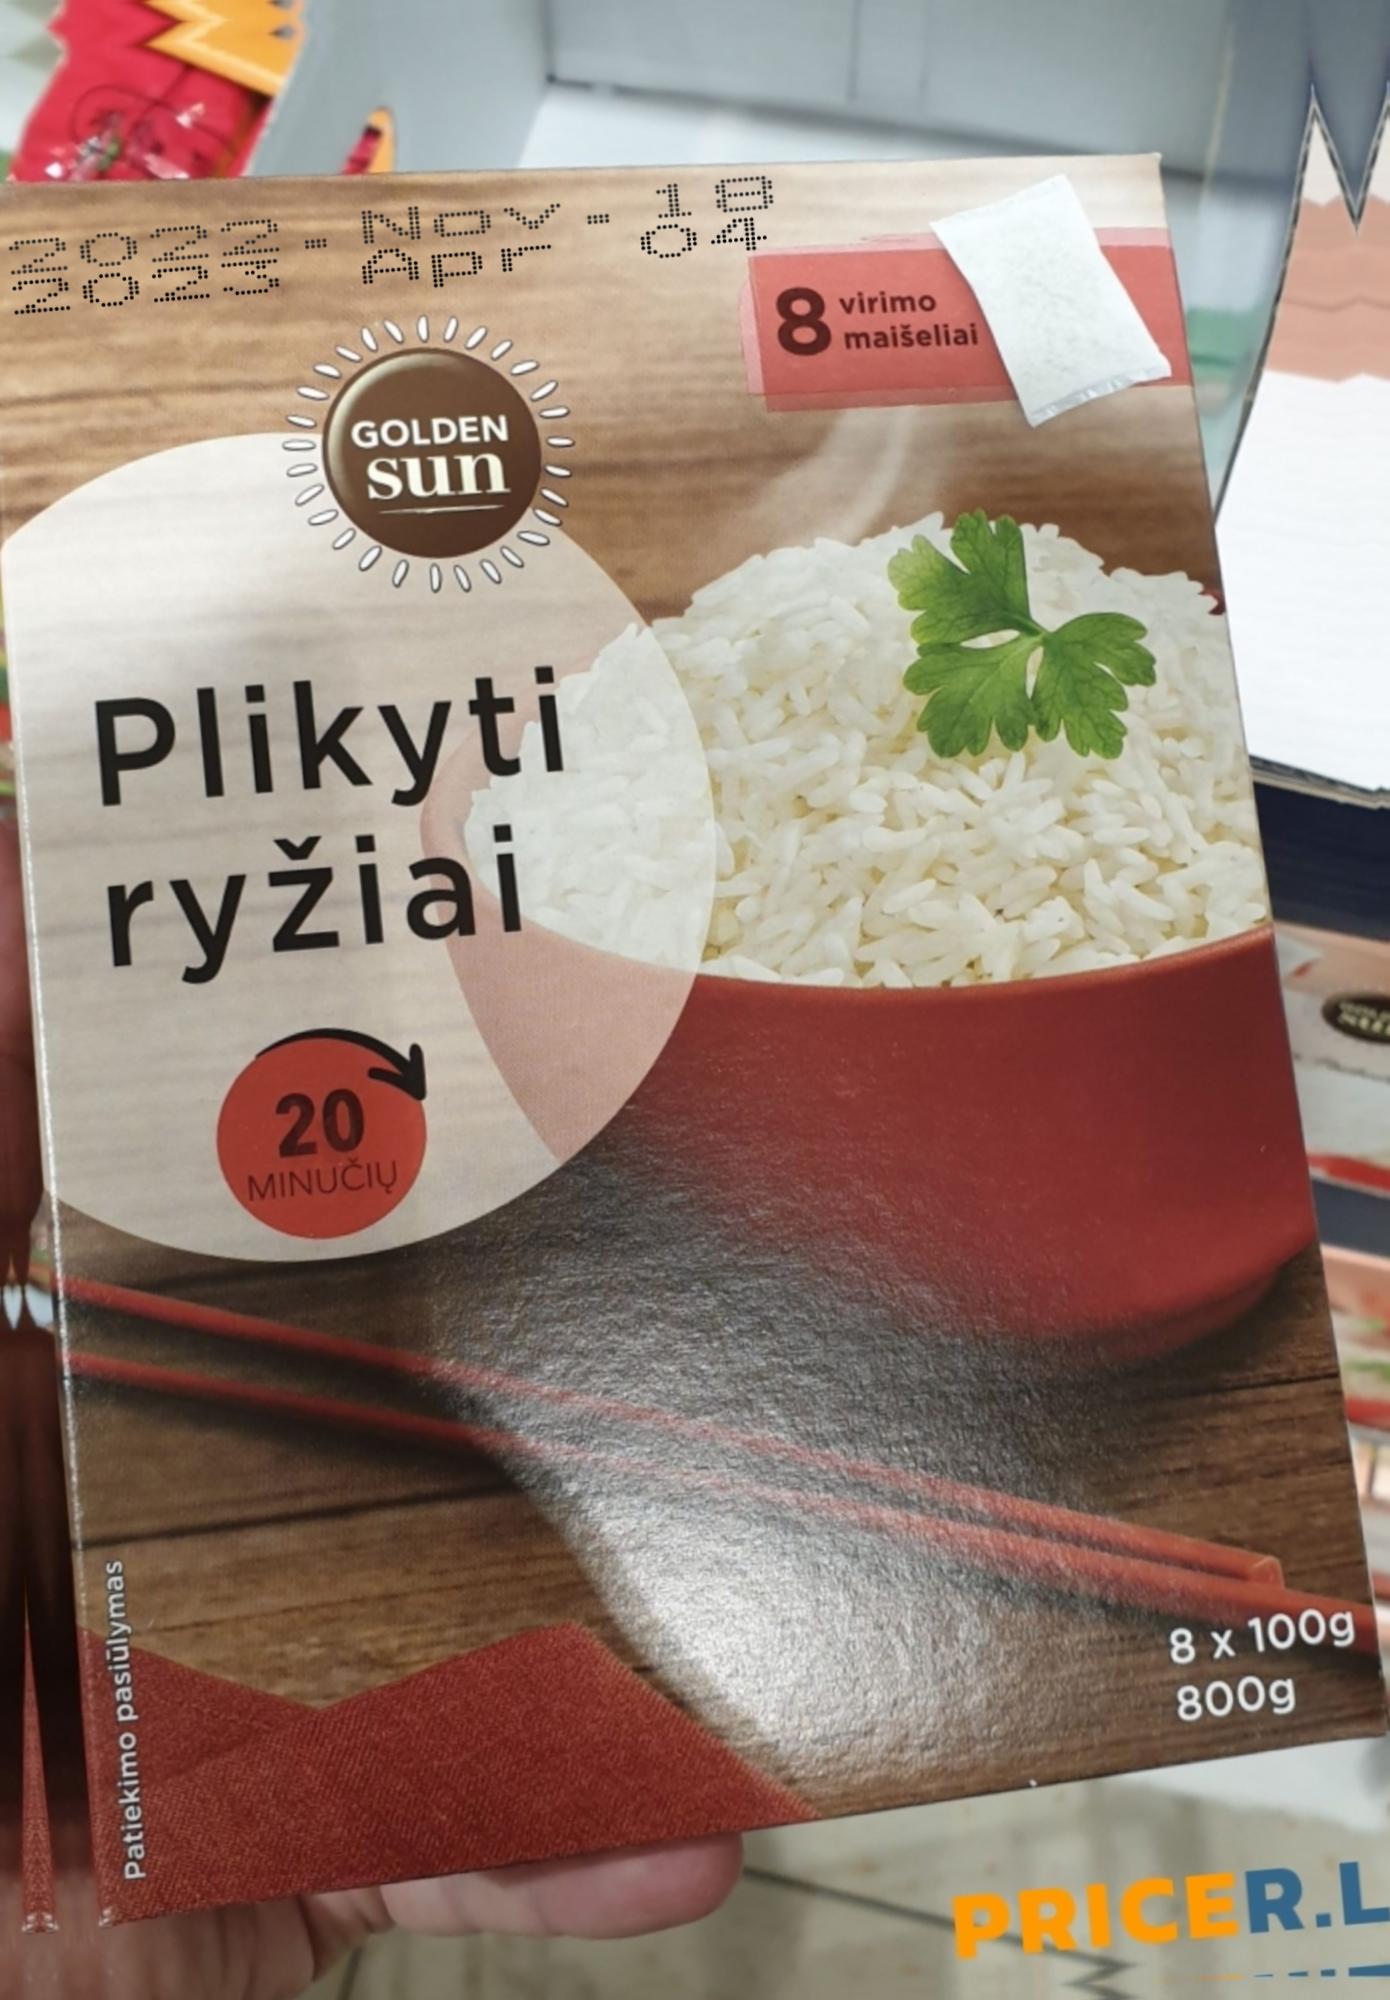 2022-Nov-18
2023 Apr 04
8 virimo
maišeliai
GOLDEN
sun
Plikyti
ryžiai
20
MINUČIŲ
8 x 100g
800g
Patiekimo pasiūlymas
PRICER.L